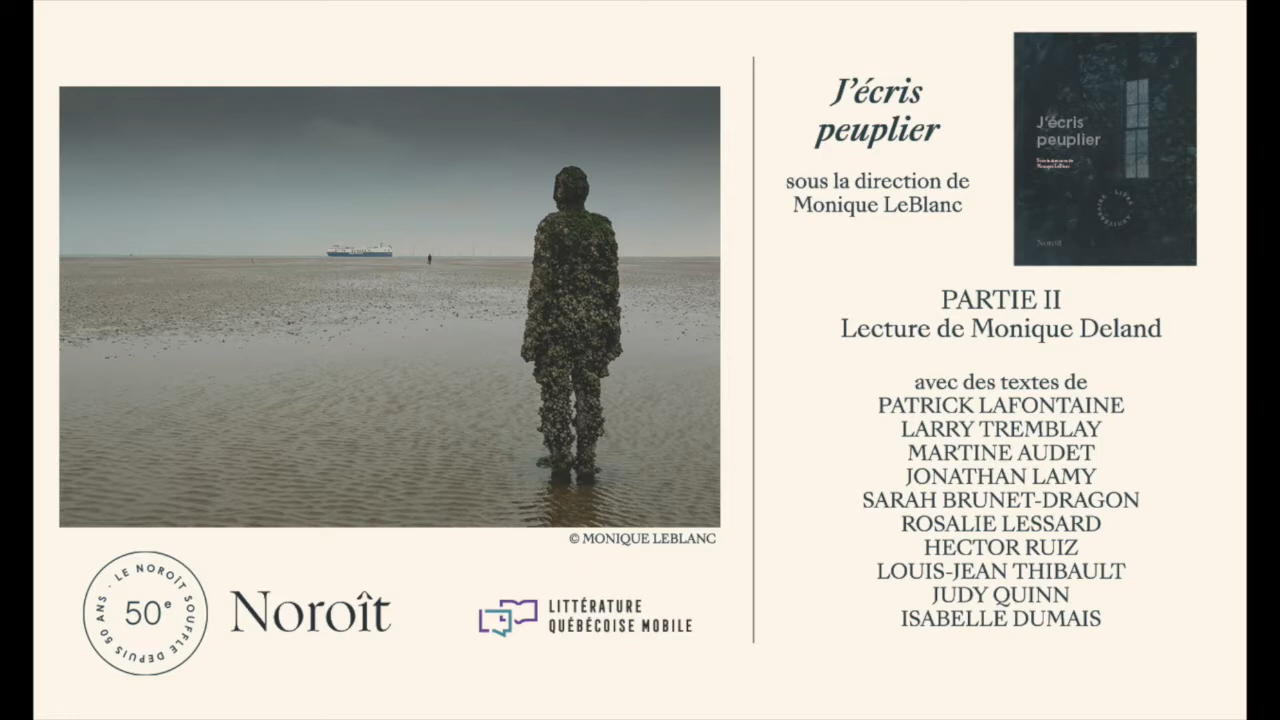 J'écris
peuplier
sous la direction de
Monique LeBlanc
J'écris
peuplier
Noroît
PARTIE II
Lecture de Monique Deland
avec des textes de
PATRICK LAFONTAINE
LARRY TREMBLAY
MARTINE AUDET
JONATHAN LAMY
SARAH BRUNET-DRAGON
ROSALIE LESSARD
HECTOR RUIZ
LOUIS-JEAN THIBAULT
JUDY QUINN
ISABELLE DUMAIS
© MONIQUE LEBLANC
LE NOROÎT SOUFFLE DEPUIS 50 ANS ·
50e
Noroît
LITTÉRATURE
QUÉBÉCOISE MOBILE